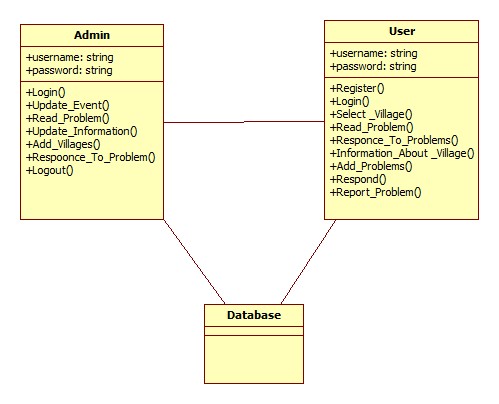 Admin
+username: string
+password: string
+Login()
+Update_Event()
+Read_Problem()
+Update_Information()
+Add_Villages()
+Respoonce_To_Problem()
+Logout()
User
+username: string
+password: string
+Register()
+Login()
+Select _Village()
+Read_Problem()
+Responce_To_Problems()
+Information_About _Village()
+Add_Problems()
+Respond()
+Report_Problem()
Database